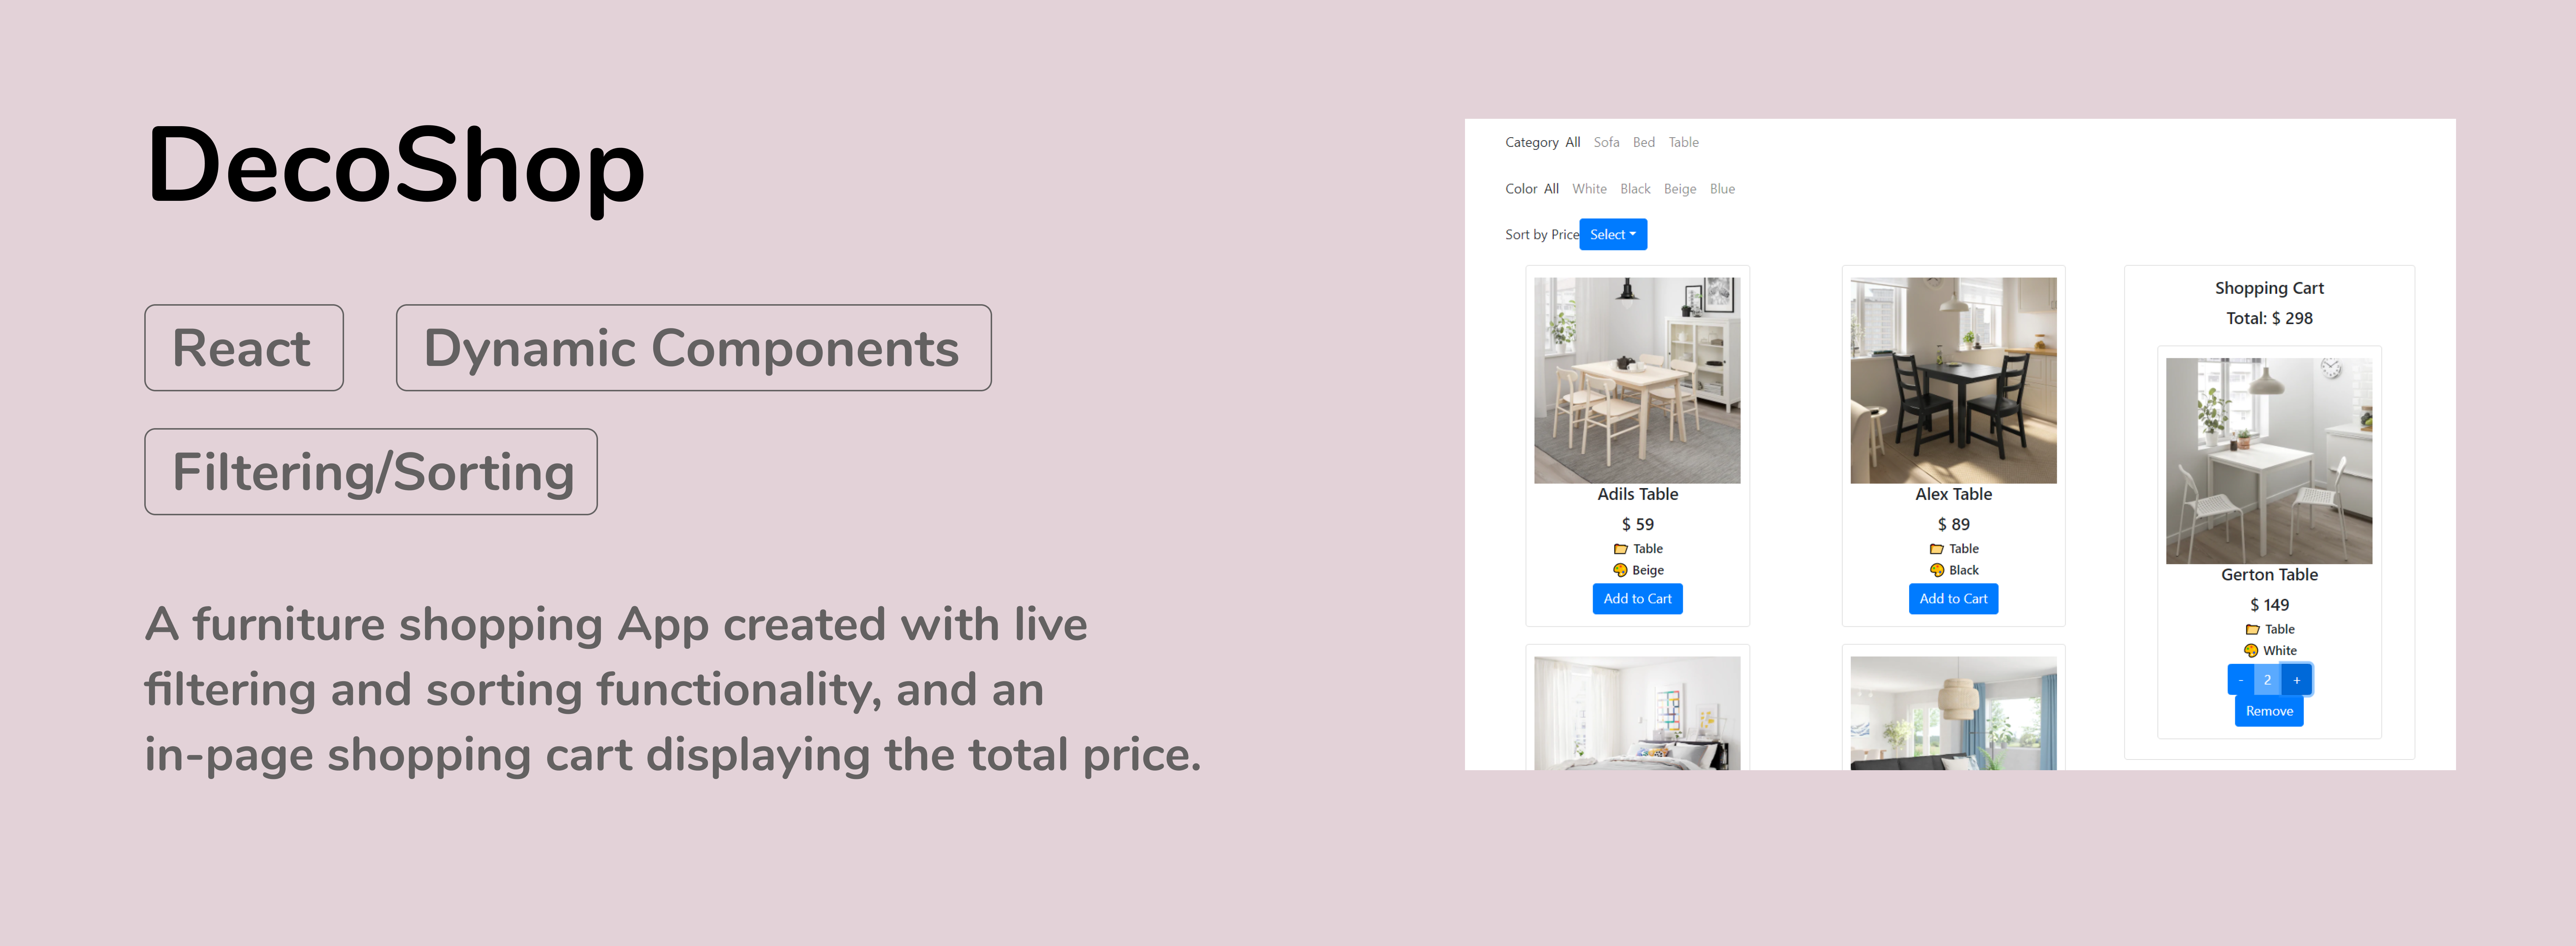 DecoShop
React
Dynamic Components
Filtering/Sorting
A furniture shopping App created with live
filtering and sorting functionality, and an
in-page shopping cart displaying the total price.
Category All Sofa Bed Table
Color All White Black Beige Blue
Sort by Price Select
Adils Table
$ 59
Table
Beige
Add to Cart
Alex Table
$ 89
Table
Black
Add to Cart
Shopping Cart
Total: $ 298
Gerton Table
$ 149
Table
White
- 2 +
Remove